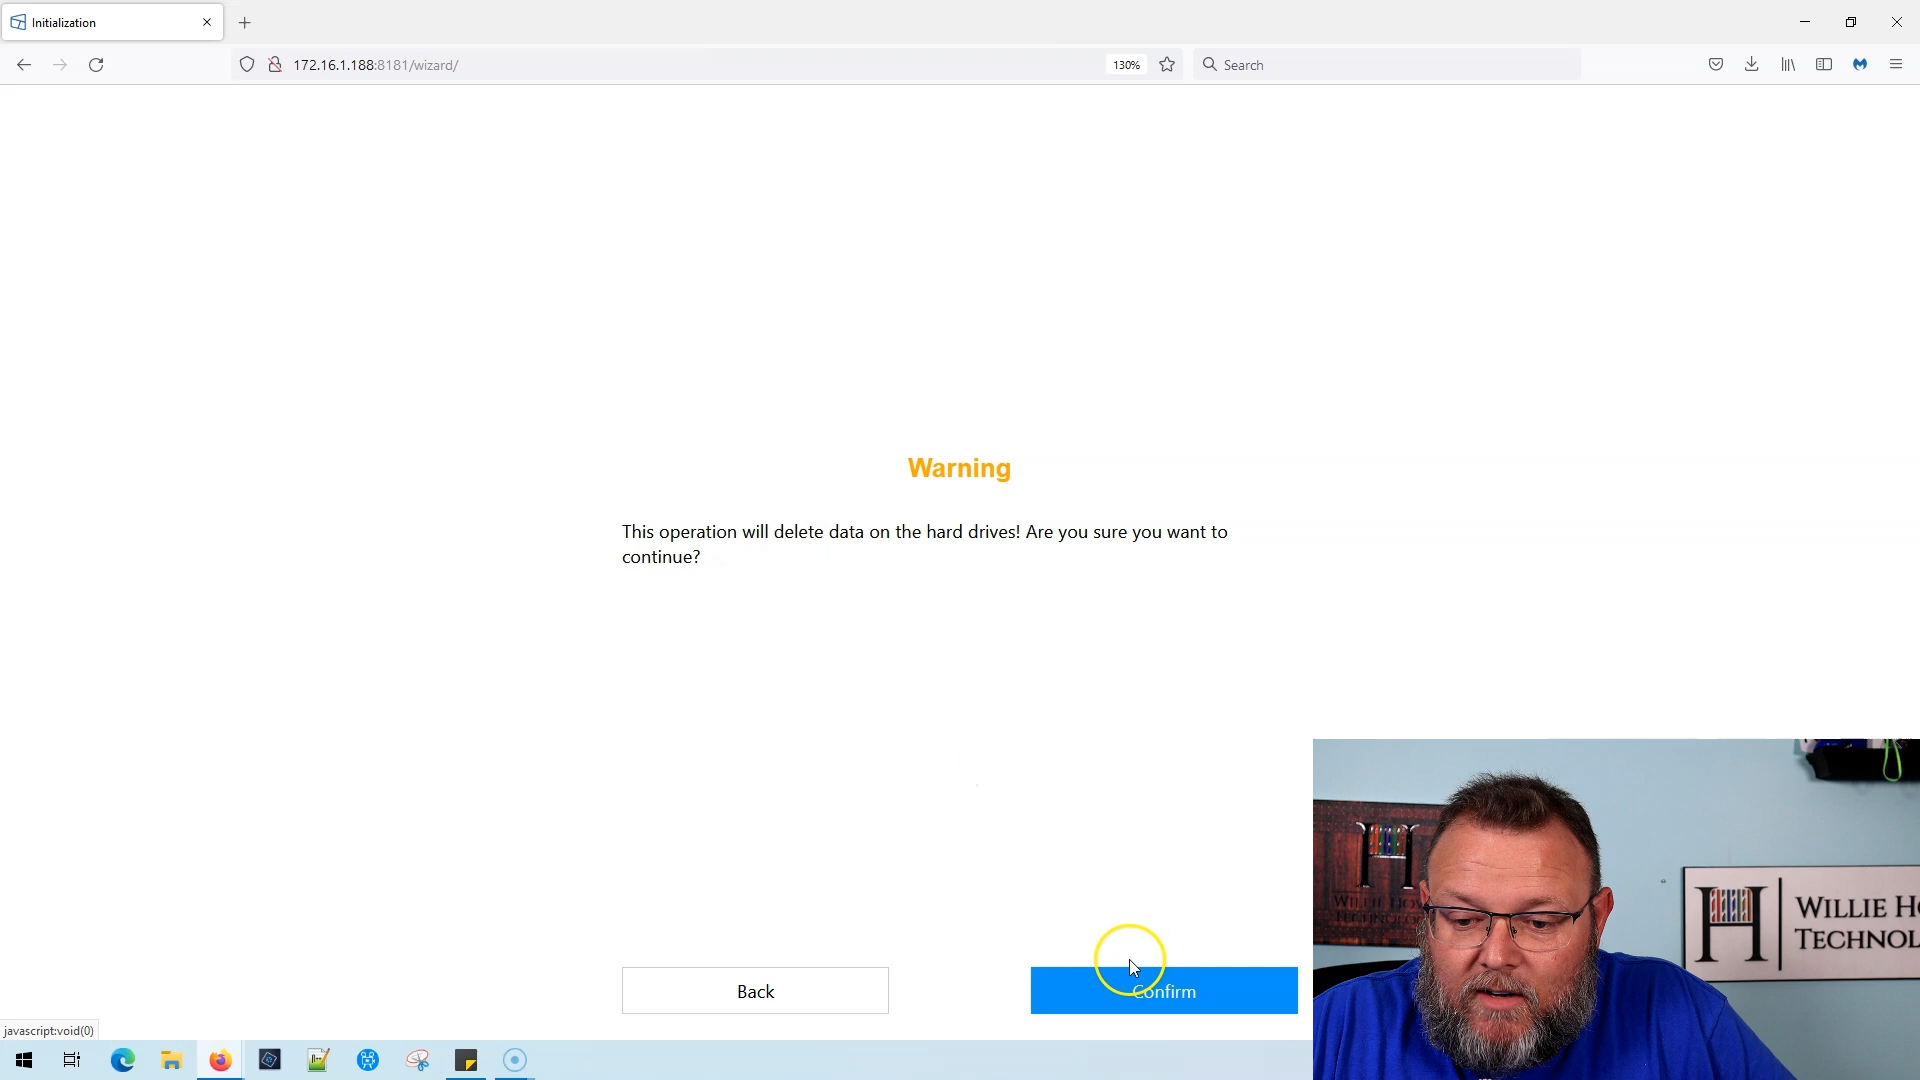 Initialization
172.16.1.188:8181/wizard/
130%
Search
Warning
This operation will delete data on the hard drives! Are you sure you want to
continue?
Back
Confirm
javascript:void(0)
H
WILLIE HO
TECHNOL